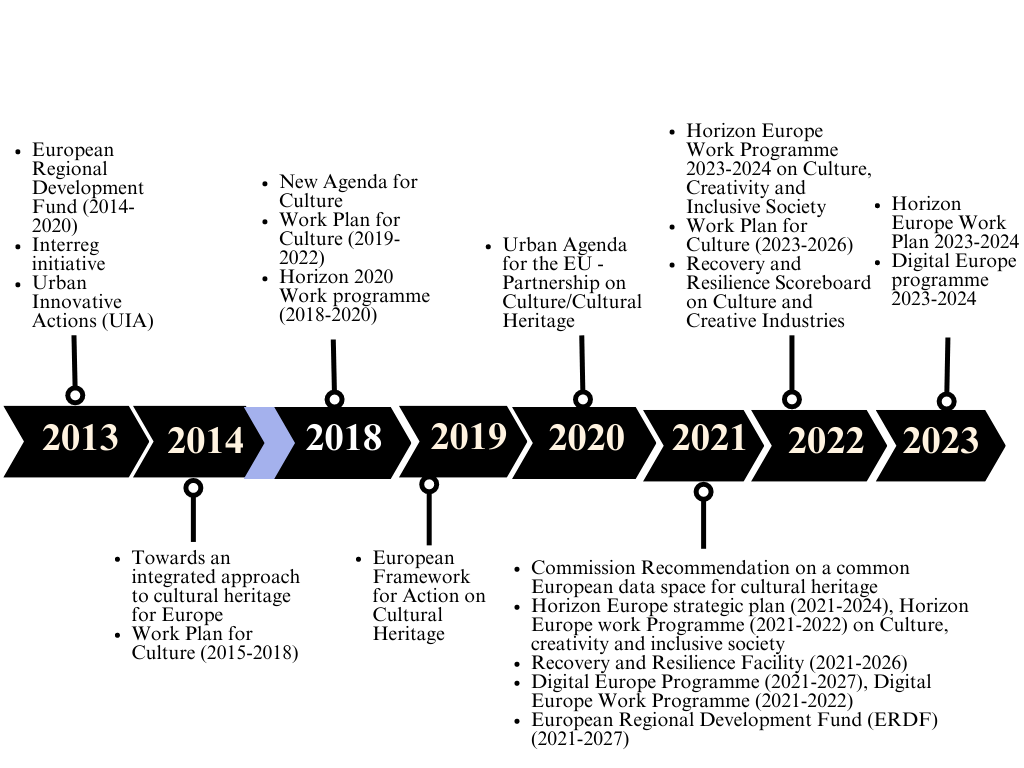 • European
Regional
Development
Fund (2014-
2020)
• Interreg
initiative
• Urban
Innovative
Actions (UIA)
• New Agenda for
Culture
• Work Plan for
Culture (2019-
2022)
• Horizon 2020
Work programme
(2018-2020)
• Urban Agenda
for the EU -
Partnership on
Culture/Cultural
Heritage
• Horizon Europe
Work Programme
2023-2024 on Culture,
Creativity and
Inclusive Society
• Work Plan for
Culture (2023-2026)
• Recovery and
Resilience Scoreboard
on Culture and
Creative Industries
• Horizon
Europe Work
Plan 2023-2024
• Digital Europe
programme
2023-2024
2013 2014 2018 2019 2020 2021 2022 2023
• Towards an
integrated approach
to cultural heritage
for Europe
• Work Plan for
Culture (2015-2018)
• European
Framework
for Action on
Cultural
Heritage
• Commission Recommendation on a common
European data space for cultural heritage
• Horizon Europe strategic plan (2021-2024), Horizon
Europe work Programme (2021-2022) on Culture,
creativity and inclusive society
• Recovery and Resilience Facility (2021-2026)
• Digital Europe Programme (2021-2027), Digital
Europe Work Programme (2021-2022)
• European Regional Development Fund (ERDF)
(2021-2027)